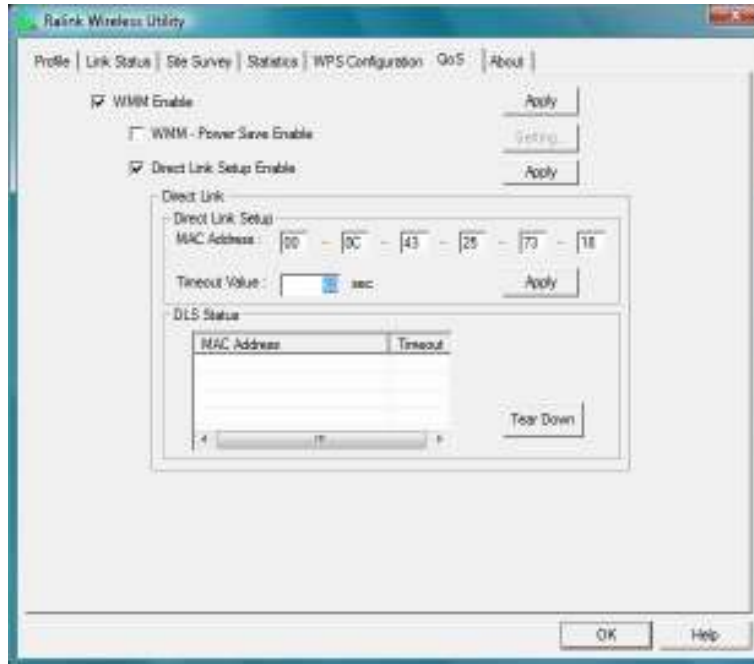 Ralink Wireless Utility
Profile Link Status Site Survey Statistics WPS Configuration QoS About
WMM Enable Apply
WMM - Power Save Enable Setting...
Direct Link Setup Enable Apply
Direct Link
Direct Link Setup
MAC Address : 00 - 0C - 43 - 28 - 73 - 18
Timeout Value : sec Apply
DLS Status
MAC Address Timeout
Tear Down
OK Help